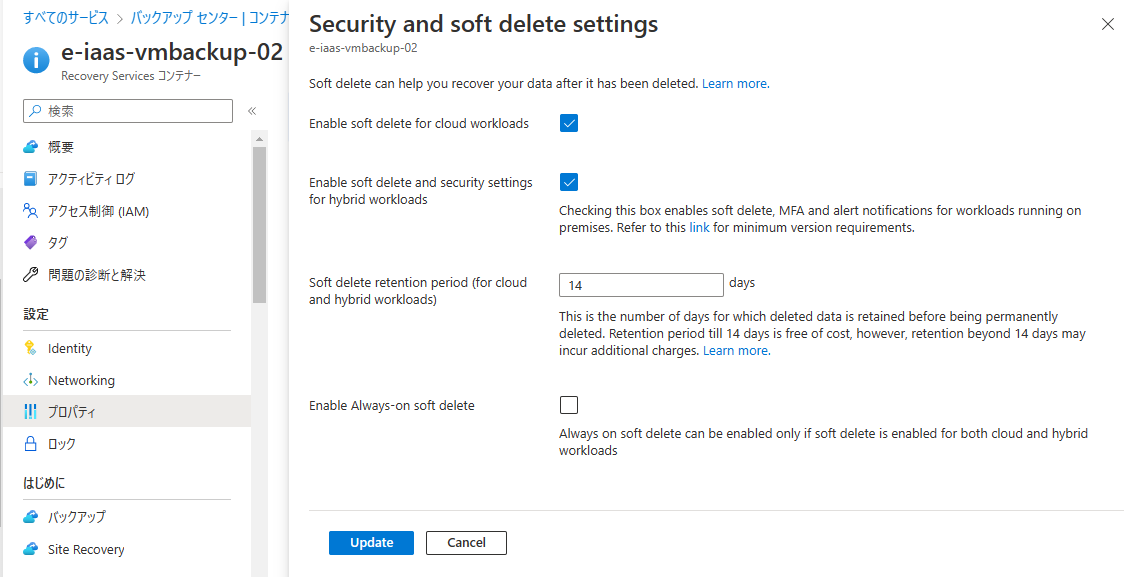 すべてのサービス > バックアップ センター | コンテナ
e-iaas-vmbackup-02
Recovery Services コンテナー
検索
概要
アクティビティ ログ
アクセス制御 (IAM)
タグ
問題の診断と解決
設定
Identity
Networking
プロパティ
ロック
はじめに
バックアップ
Site Recovery
Security and soft delete settings
e-iaas-vmbackup-02
Soft delete can help you recover your data after it has been deleted. Learn more.
Enable soft delete for cloud workloads
Enable soft delete and security settings
for hybrid workloads
Checking this box enables soft delete, MFA and alert notifications for workloads running on
premises. Refer to this link for minimum version requirements.
Soft delete retention period (for cloud
and hybrid workloads)
14 days
This is the number of days for which deleted data is retained before being permanently
deleted. Retention period till 14 days is free of cost, however, retention beyond 14 days may
incur additional charges. Learn more.
Enable Always-on soft delete
Always on soft delete can be enabled only if soft delete is enabled for both cloud and hybrid
workloads
Update Cancel